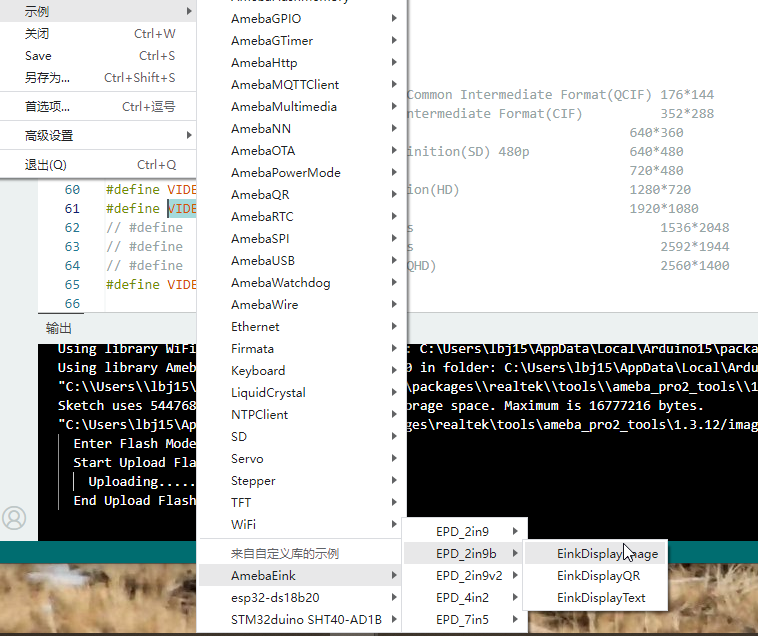 示例
关闭 Ctrl+W
Save Ctrl+S
另存为... Ctrl+Shift+S
首选项... Ctrl+逗号
高级设置
退出(Q) Ctrl+Q
AmebaGPIO
AmebaGTimer
AmebaHttp
AmebaMQTTClient
AmebaMultimedia
AmebaNN
AmebaOTA
AmebaPowerMode
AmebaQR
AmebaRTC
AmebaSPI
AmebaUSB
AmebaWatchdog
AmebaWire
Ethernet
Firmata
Keyboard
LiquidCrystal
NTPClient
SD
Servo
Stepper
TFT
WiFi
来自自定义库的示例
AmebaEink
esp32-ds18b20
STM32duino SHT40-AD1B
EPD_2in9
EPD_2in9b
EPD_2in9v2
EPD_4in2
EPD_7in5
EinkDisplayImage
EinkDisplayQR
EinkDisplayText
Common Intermediate Format(QCIF) 176*144
ntermediate Format(CIF) 352*288
640*360
inition(SD) 480p 640*480
720*480
ion(HD) 1280*720
1920*1080
s 1536*2048
s 2592*1944
QHD) 2560*1400
60 #define VIDE
61 #define VIDE
62 // #define
63 // #define
64 // #define
65 #define VIDE
66
输出
Using library WiFi : C:\Users\lbj15\AppData\Local\Arduino15\packa
Using library Ameb 0 in folder: C:\Users\lbj15\AppData\Local\Ardu
"C:\\Users\\lbj15\ \packages\\realtek\\tools\\ameba_pro2_tools\\1
Sketch uses 544768 orage space. Maximum is 16777216 bytes.
"C:\Users\lbj15\Ap ges\realtek\tools\ameba_pro2_tools\1.3.12/imag
Enter Flash Mode
Start Upload Fla
Uploading.....
End Upload Flash